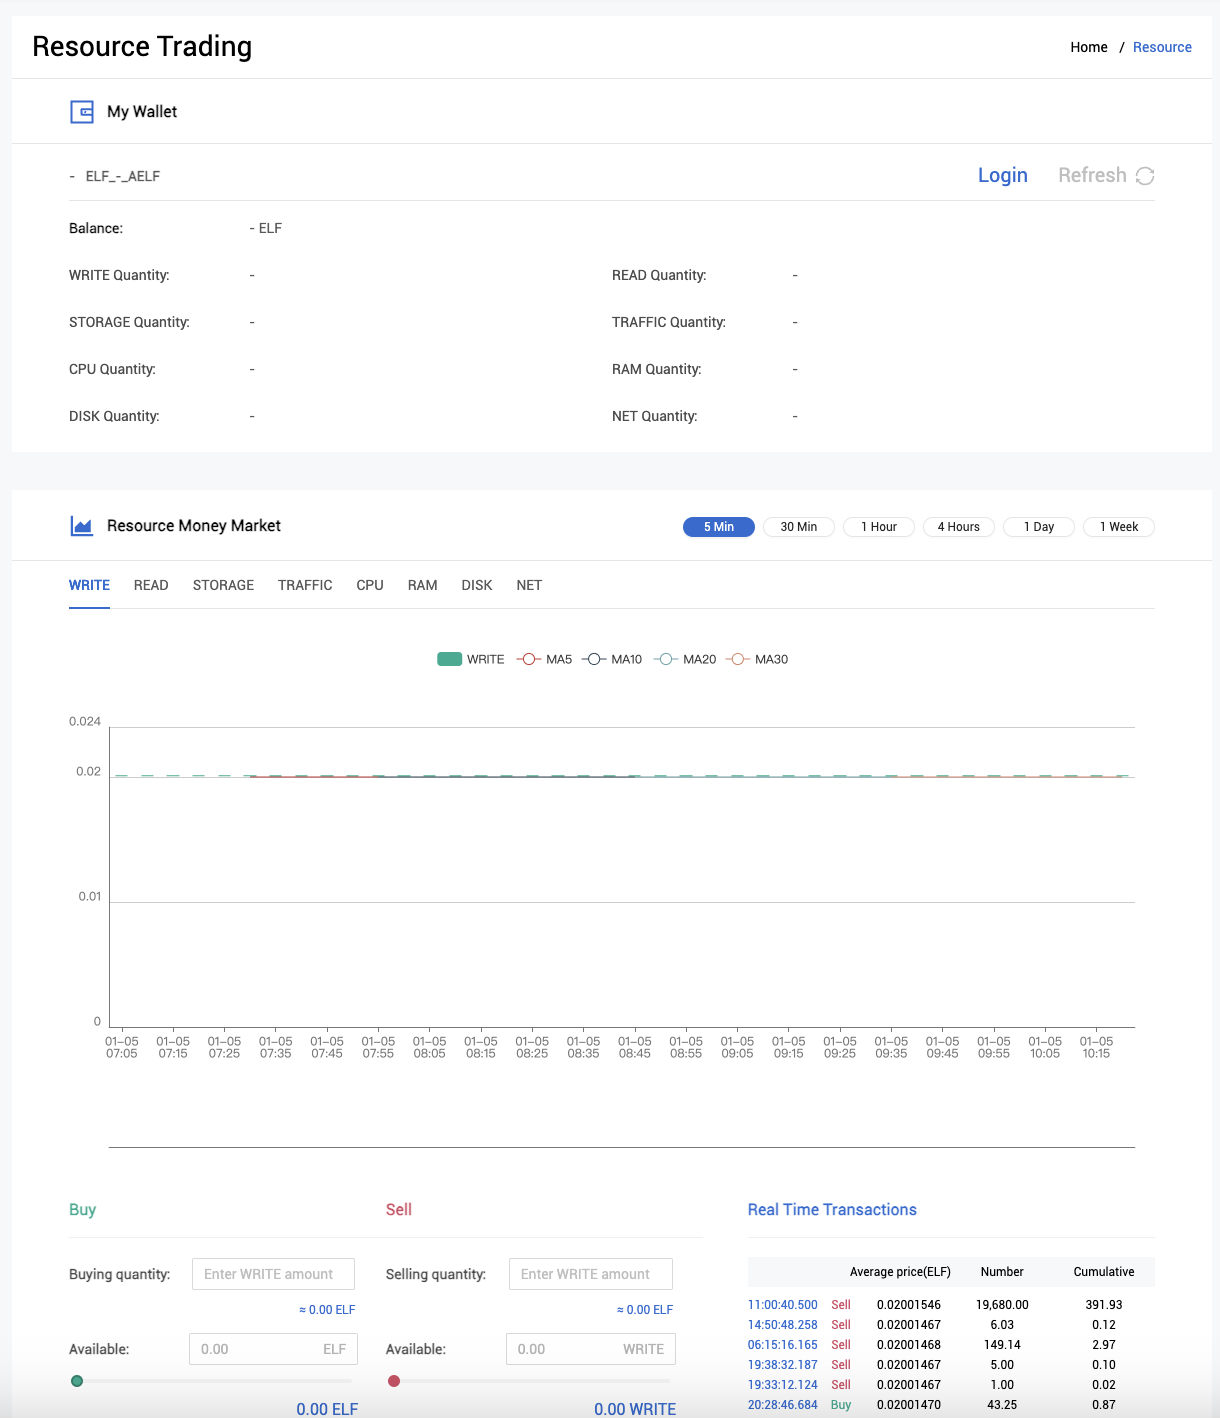 Resource Trading
Home / Resource
My Wallet
- ELF_-_AELF
Login Refresh
Balance: - ELF
WRITE Quantity: - READ Quantity: -
STORAGE Quantity: - TRAFFIC Quantity: -
CPU Quantity: - RAM Quantity: -
DISK Quantity: - NET Quantity: -
Resource Money Market
5 Min 30 Min 1 Hour 4 Hours 1 Day 1 Week
WRITE READ STORAGE TRAFFIC CPU RAM DISK NET
WRITE MA5 MA10 MA20 MA30
0.024
0.02
0.01
0
01-05 01-05 01-05 01-05 01-05 01-05 01-05 01-05 01-05 01-05 01-05 01-05 01-05 01-05 01-05 01-05 01-05 01-05 01-05 01-05
07:05 07:15 07:25 07:35 07:45 07:55 08:05 08:15 08:25 08:35 08:45 08:55 09:05 09:15 09:25 09:35 09:45 09:55 10:05 10:15
Buy
Buying quantity: Enter WRITE amount
≈ 0.00 ELF
Available: 0.00 ELF
0.00 ELF
Sell
Selling quantity: Enter WRITE amount
≈ 0.00 ELF
Available: 0.00 WRITE
0.00 WRITE
Real Time Transactions
Average price(ELF) Number Cumulative
11:00:40.500 Sell 0.02001546 19,680.00 391.93
14:50:48.258 Sell 0.02001467 6.03 0.12
06:15:16.165 Sell 0.02001468 149.14 2.97
19:38:32.187 Sell 0.02001467 5.00 0.10
19:33:12.124 Sell 0.02001467 1.00 0.02
20:28:46.684 Buy 0.02001470 43.25 0.87